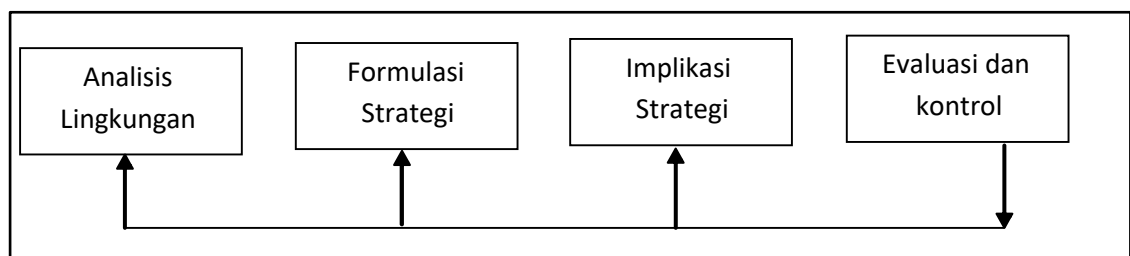 Analisis
Lingkungan
Formulasi
Strategi
Implikasi
Strategi
Evaluasi dan
kontrol